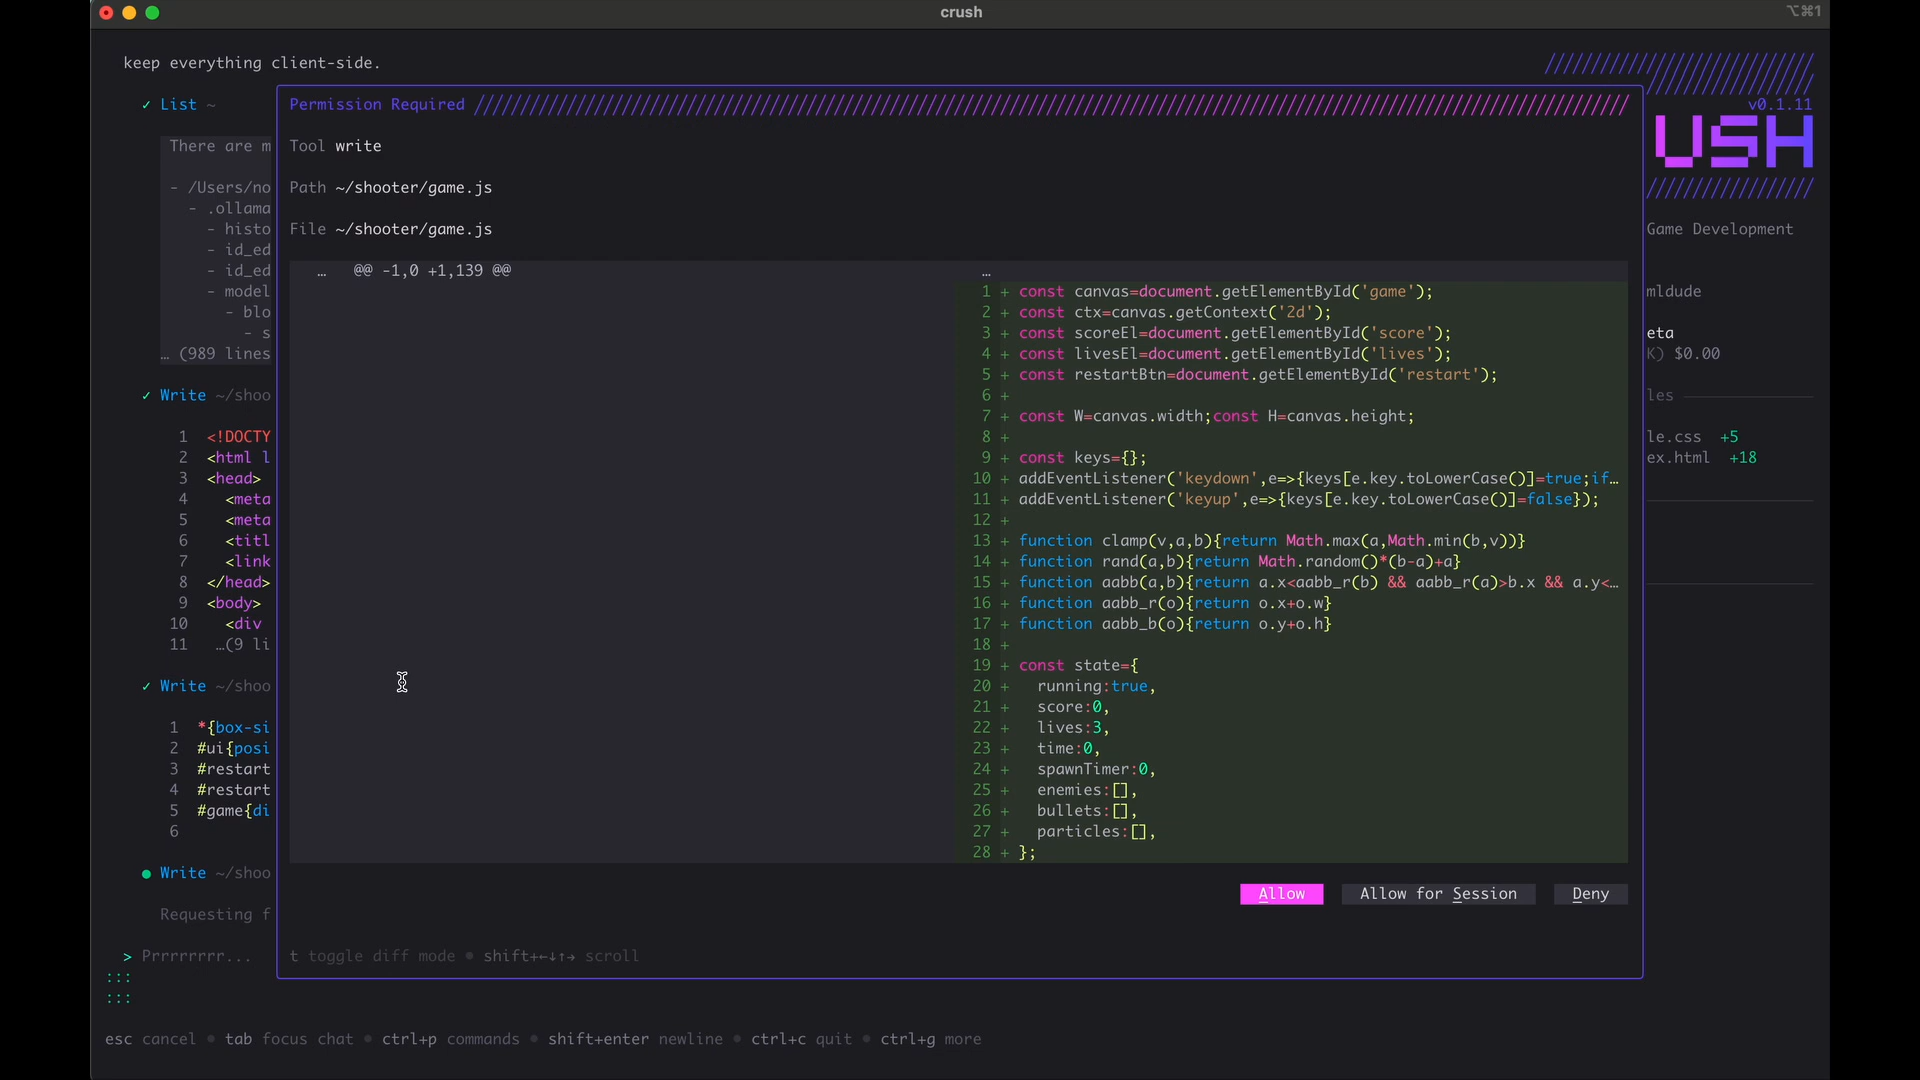 crush
⌥⌘1
keep everything client-side.
✓ List ~
There are m
- /Users/no
- .ollama
- histo
- id_ed
- id_ed
- model
- blo
- s
… (989 lines
✓ Write ~/shoo
1 <!DOCTY
2 <html l
3 <head>
4 <meta
5 <meta
6 <titl
7 <link
8 </head>
9 <body>
10 <div
11 …(9 li
✓ Write ~/shoo
1 *{box-si
2 #ui{posi
3 #restart
4 #restart
5 #game{di
6
● Write ~/shoo
Requesting f
> Prrrrrrrr...
:::
:::
Permission Required
Tool write
Path ~/shooter/game.js
File ~/shooter/game.js
… @@ -1,0 +1,139 @@ …
1 + const canvas=document.getElementById('game');
2 + const ctx=canvas.getContext('2d');
3 + const scoreEl=document.getElementById('score');
4 + const livesEl=document.getElementById('lives');
5 + const restartBtn=document.getElementById('restart');
6 +
7 + const W=canvas.width;const H=canvas.height;
8 +
9 + const keys={};
10 + addEventListener('keydown',e=>{keys[e.key.toLowerCase()]=true;if…
11 + addEventListener('keyup',e=>{keys[e.key.toLowerCase()]=false});
12 +
13 + function clamp(v,a,b){return Math.max(a,Math.min(b,v))}
14 + function rand(a,b){return Math.random()*(b-a)+a}
15 + function aabb(a,b){return a.x<aabb_r(b) && aabb_r(a)>b.x && a.y<…
16 + function aabb_r(o){return o.x+o.w}
17 + function aabb_b(o){return o.y+o.h}
18 +
19 + const state={
20 + running:true,
21 + score:0,
22 + lives:3,
23 + time:0,
24 + spawnTimer:0,
25 + enemies:[],
26 + bullets:[],
27 + particles:[],
28 + };
Allow Allow for Session Deny
t toggle diff mode • shift+←↓↑→ scroll
v0.1.11
USH
Game Development
mldude
eta
K) $0.00
les
le.css +5
ex.html +18
esc cancel • tab focus chat • ctrl+p commands • shift+enter newline • ctrl+c quit • ctrl+g more